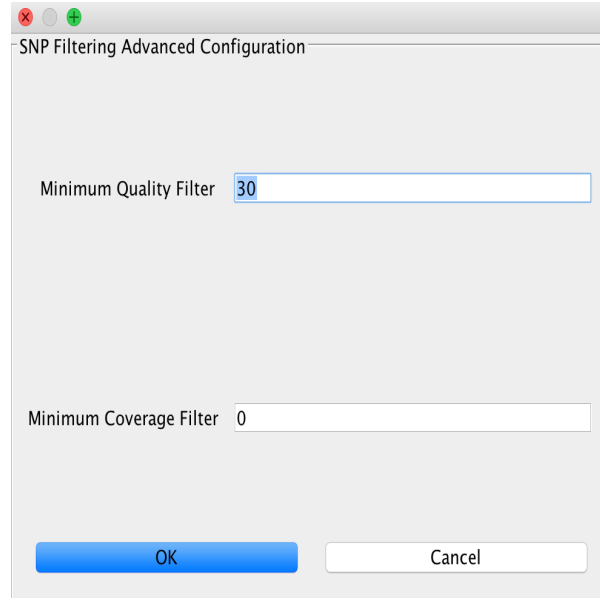 SNP Filtering Advanced Configuration
Minimum Quality Filter 30
Minimum Coverage Filter 0
OK Cancel